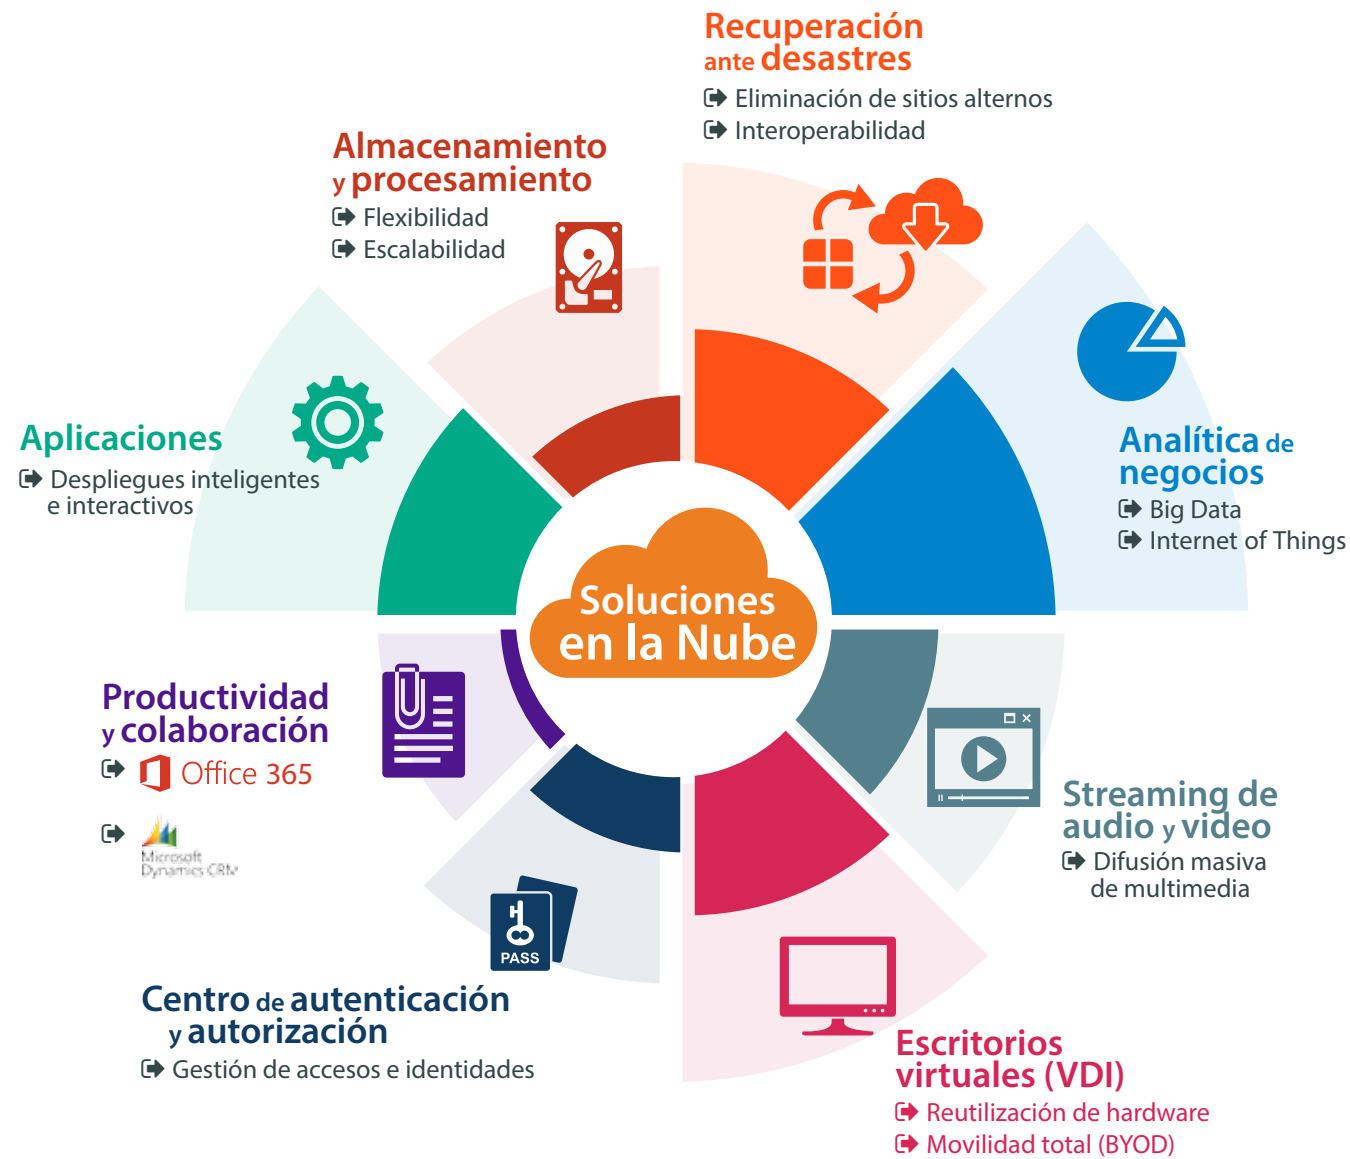 Recuperación
ante desastres
Eliminación de sitios alternos
Interoperabilidad
Almacenamiento
y procesamiento
Flexibilidad
Escalabilidad
Analítica de
negocios
Big Data
Internet of Things
Aplicaciones
Despliegues inteligentes
e interactivos
Soluciones
en la Nube
Productividad
y colaboración
Office 365
Microsoft
Dynamics CRM
Streaming de
audio y video
Difusión masiva
de multimedia
PASS
Centro de autenticación
y autorización
Gestión de accesos e identidades
Escritorios
virtuales (VDI)
Reutilización de hardware
Movilidad total (BYOD)